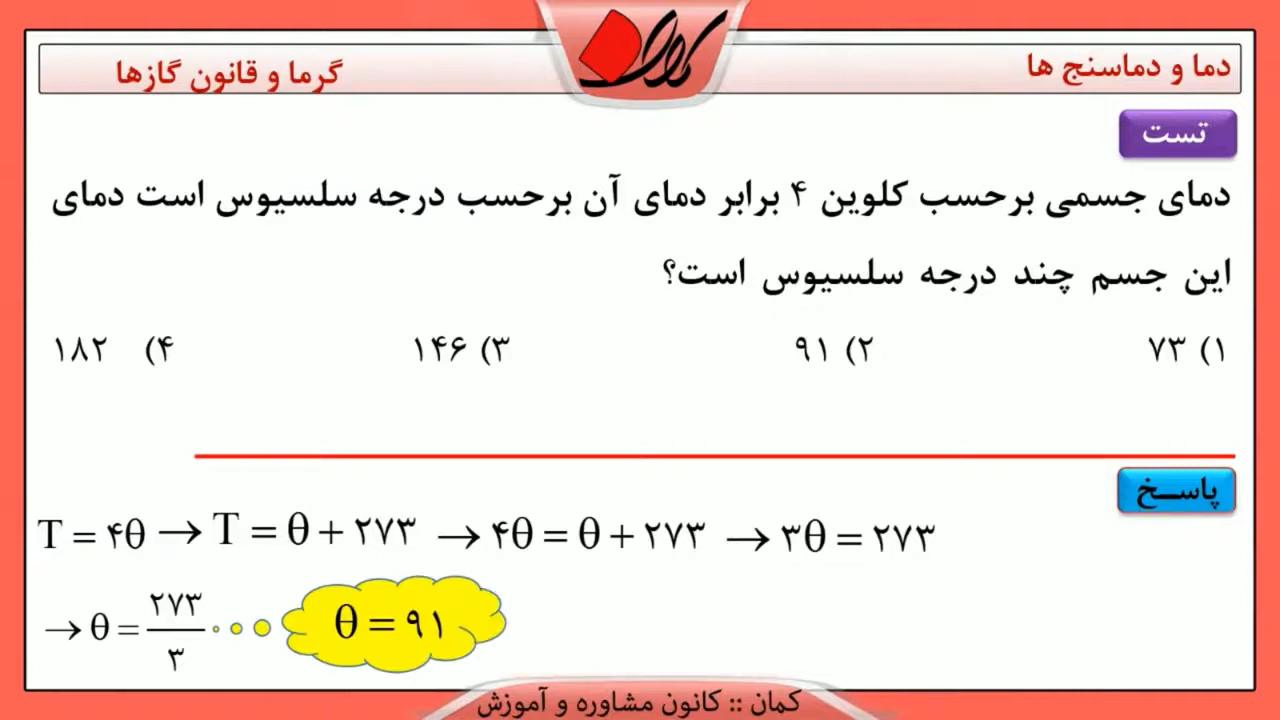 دما و دماسنج ها
گرما و قانون گازها
کمان
تست
دمای جسمی برحسب کلوین ۴ برابر دمای آن برحسب درجه سلسیوس است دمای
این جسم چند درجه سلسیوس است؟
۱) ۷۳ ۲) ۹۱ ۳) ۱۴۶ ۴) ۱۸۲
پاسـخ
T = ۴θ → T = θ + ۲۷۳ → ۴θ = θ + ۲۷۳ → ۳θ = ۲۷۳
→ θ = ۲۷۳/۳ θ = ۹۱
کمان :: کانون مشاوره و آموزش